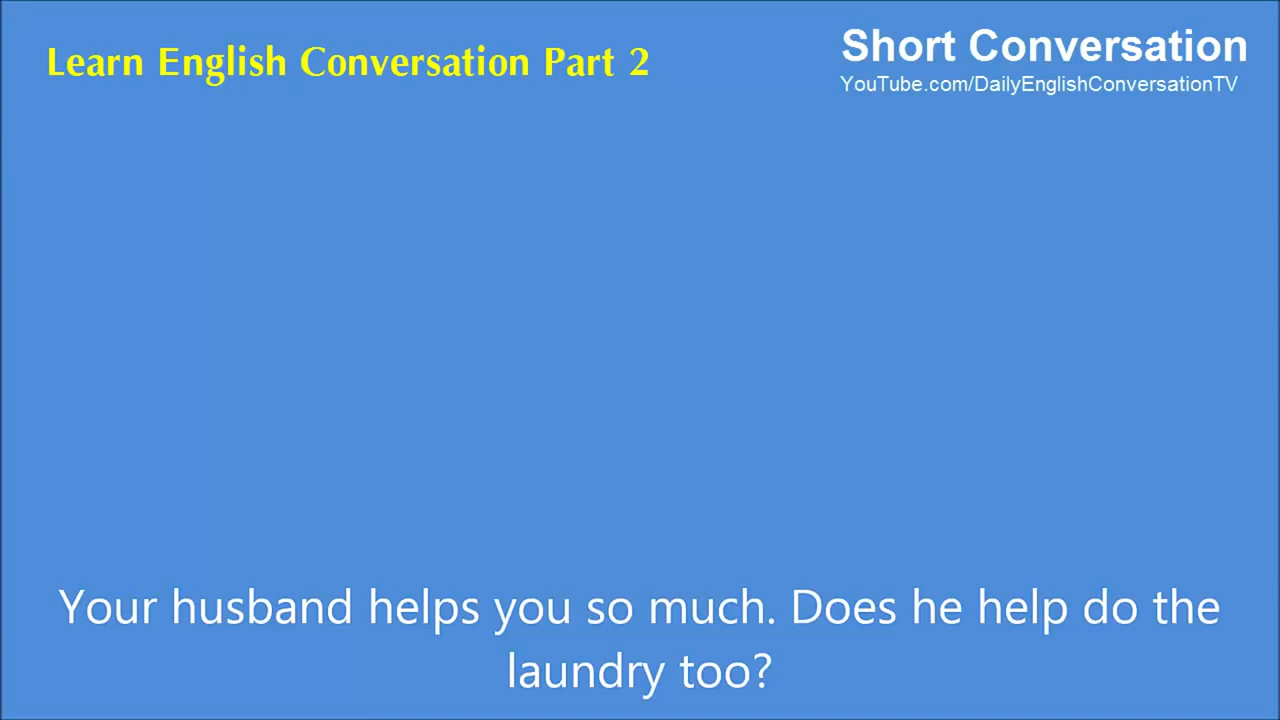 Learn English Conversation Part 2
Short Conversation
YouTube.com/DailyEnglishConversationTV
Your husband helps you so much. Does he help do the
laundry too?